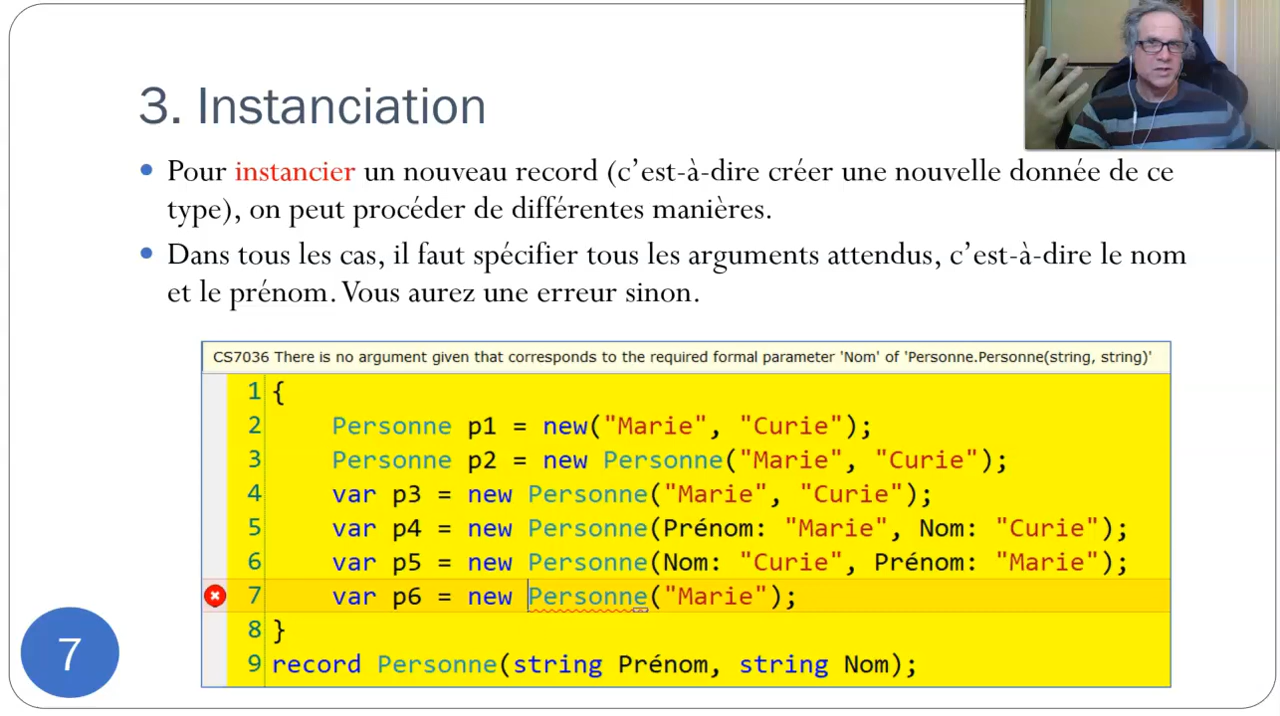 3. Instanciation
Pour instancier un nouveau record (c’est-à-dire créer une nouvelle donnée de ce
type), on peut procéder de différentes manières.
Dans tous les cas, il faut spécifier tous les arguments attendus, c’est-à-dire le nom
et le prénom. Vous aurez une erreur sinon.
CS7036 There is no argument given that corresponds to the required formal parameter 'Nom' of 'Personne.Personne(string, string)'
1 {
2 Personne p1 = new("Marie", "Curie");
3 Personne p2 = new Personne("Marie", "Curie");
4 var p3 = new Personne("Marie", "Curie");
5 var p4 = new Personne(Prénom: "Marie", Nom: "Curie");
6 var p5 = new Personne(Nom: "Curie", Prénom: "Marie");
7 var p6 = new Personne("Marie");
8 }
9 record Personne(string Prénom, string Nom);
7